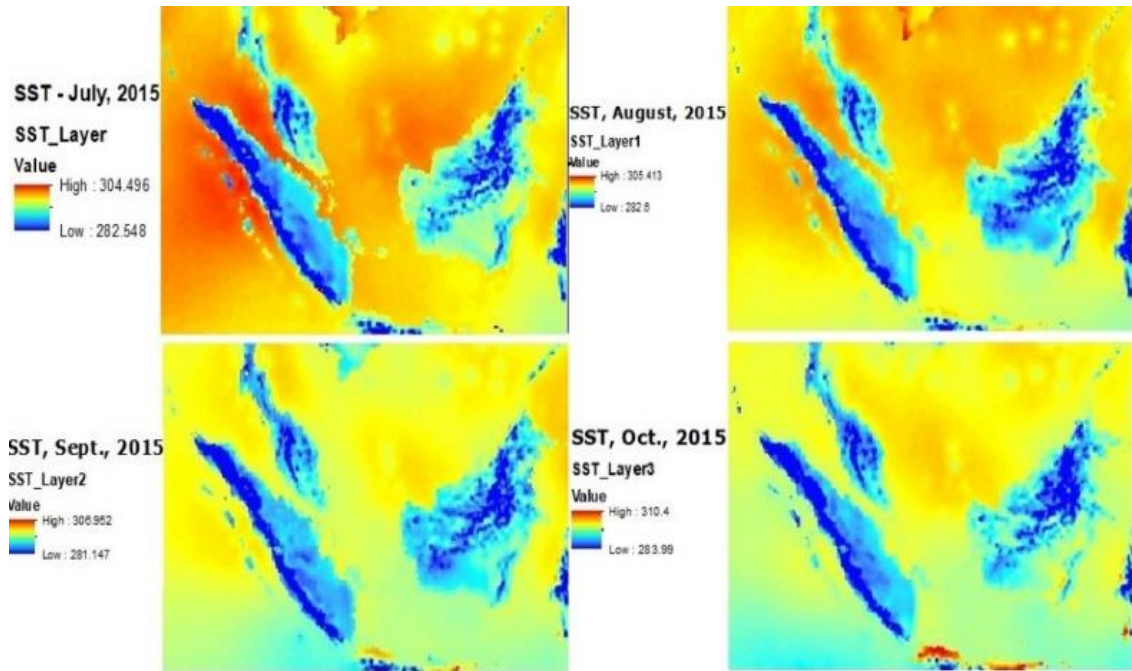 SST - July, 2015
SST_Layer
Value
High : 304.496
Low : 282.548
SST, August, 2015
SST_Layer1
Value
High : 305.413
Low : 282.6
SST, Sept., 2015
SST_Layer2
Value
High : 306.952
Low : 281.147
SST, Oct., 2015
SST_Layer3
Value
High : 310.4
Low : 283.99